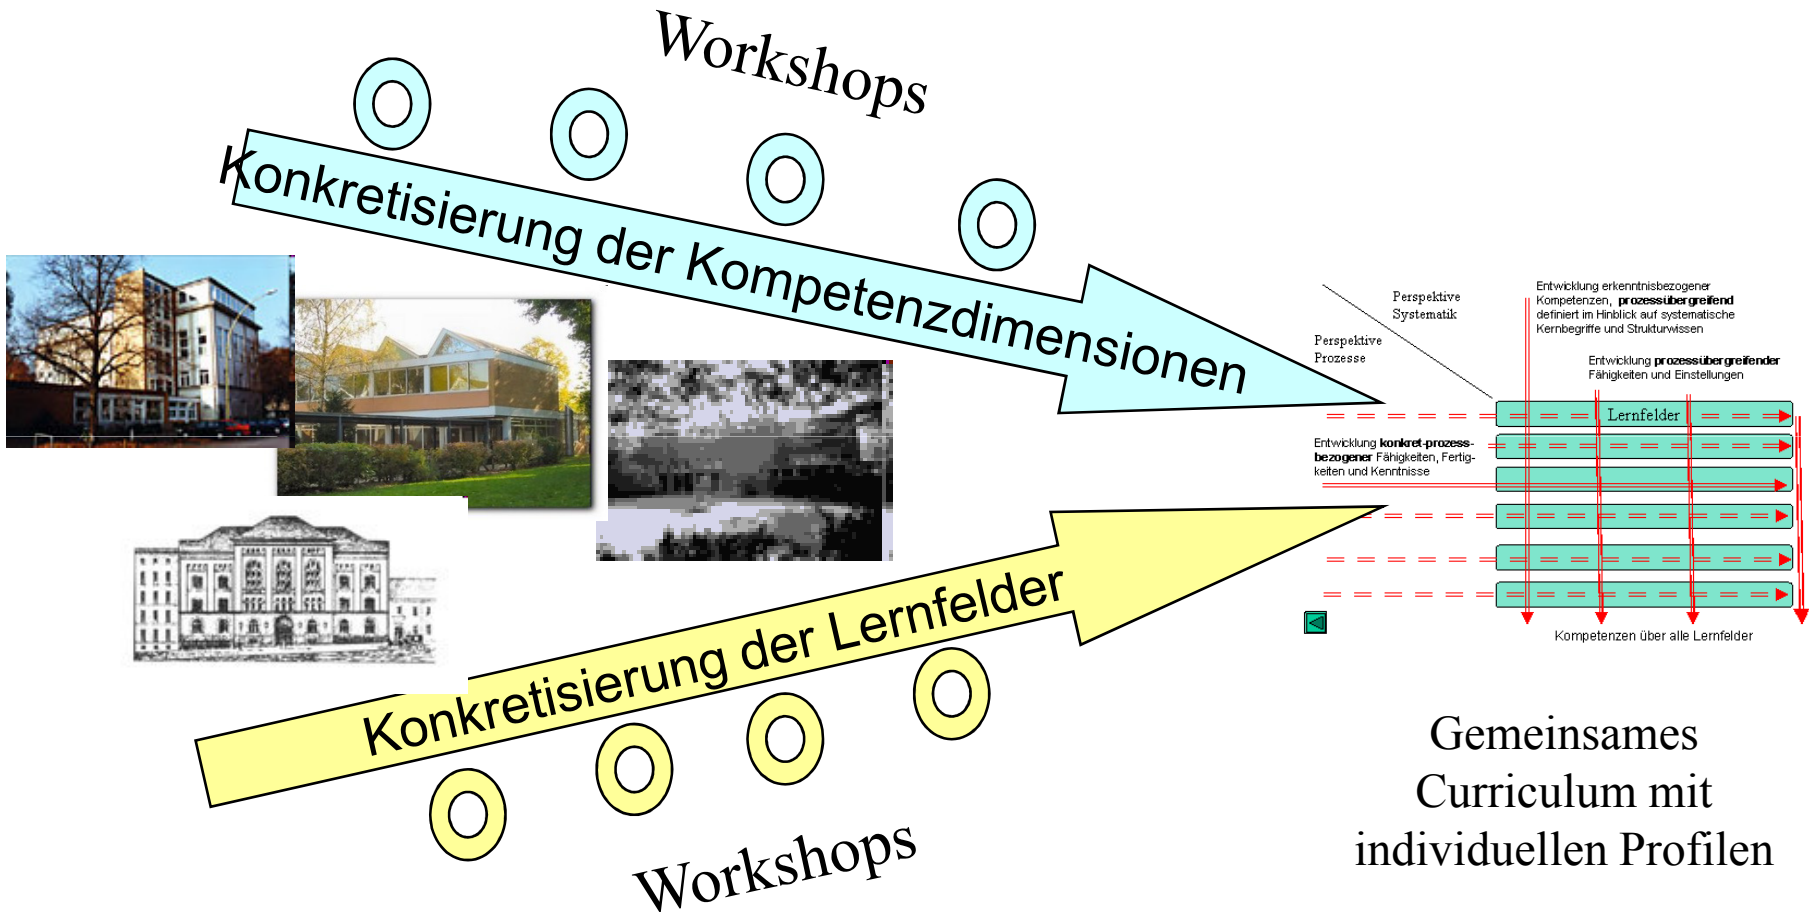 Workshops
Konkretisierung der Kompetenzdimensionen
Perspektive
Systematik
Perspektive
Prozesse
Entwicklung erkenntnisbezogener
Kompetenzen, prozessübergreifend
definiert im Hinblick auf systematische
Kernbegriffe und Strukturwissen
Entwicklung prozessübergreifender
Fähigkeiten und Einstellungen
Lernfelder
Entwicklung konkret-prozess-
bezogener Fähigkeiten, Fertig-
keiten und Kenntnisse
Kompetenzen über alle Lernfelder
Konkretisierung der Lernfelder
Workshops
Gemeinsames
Curriculum mit
individuellen Profilen